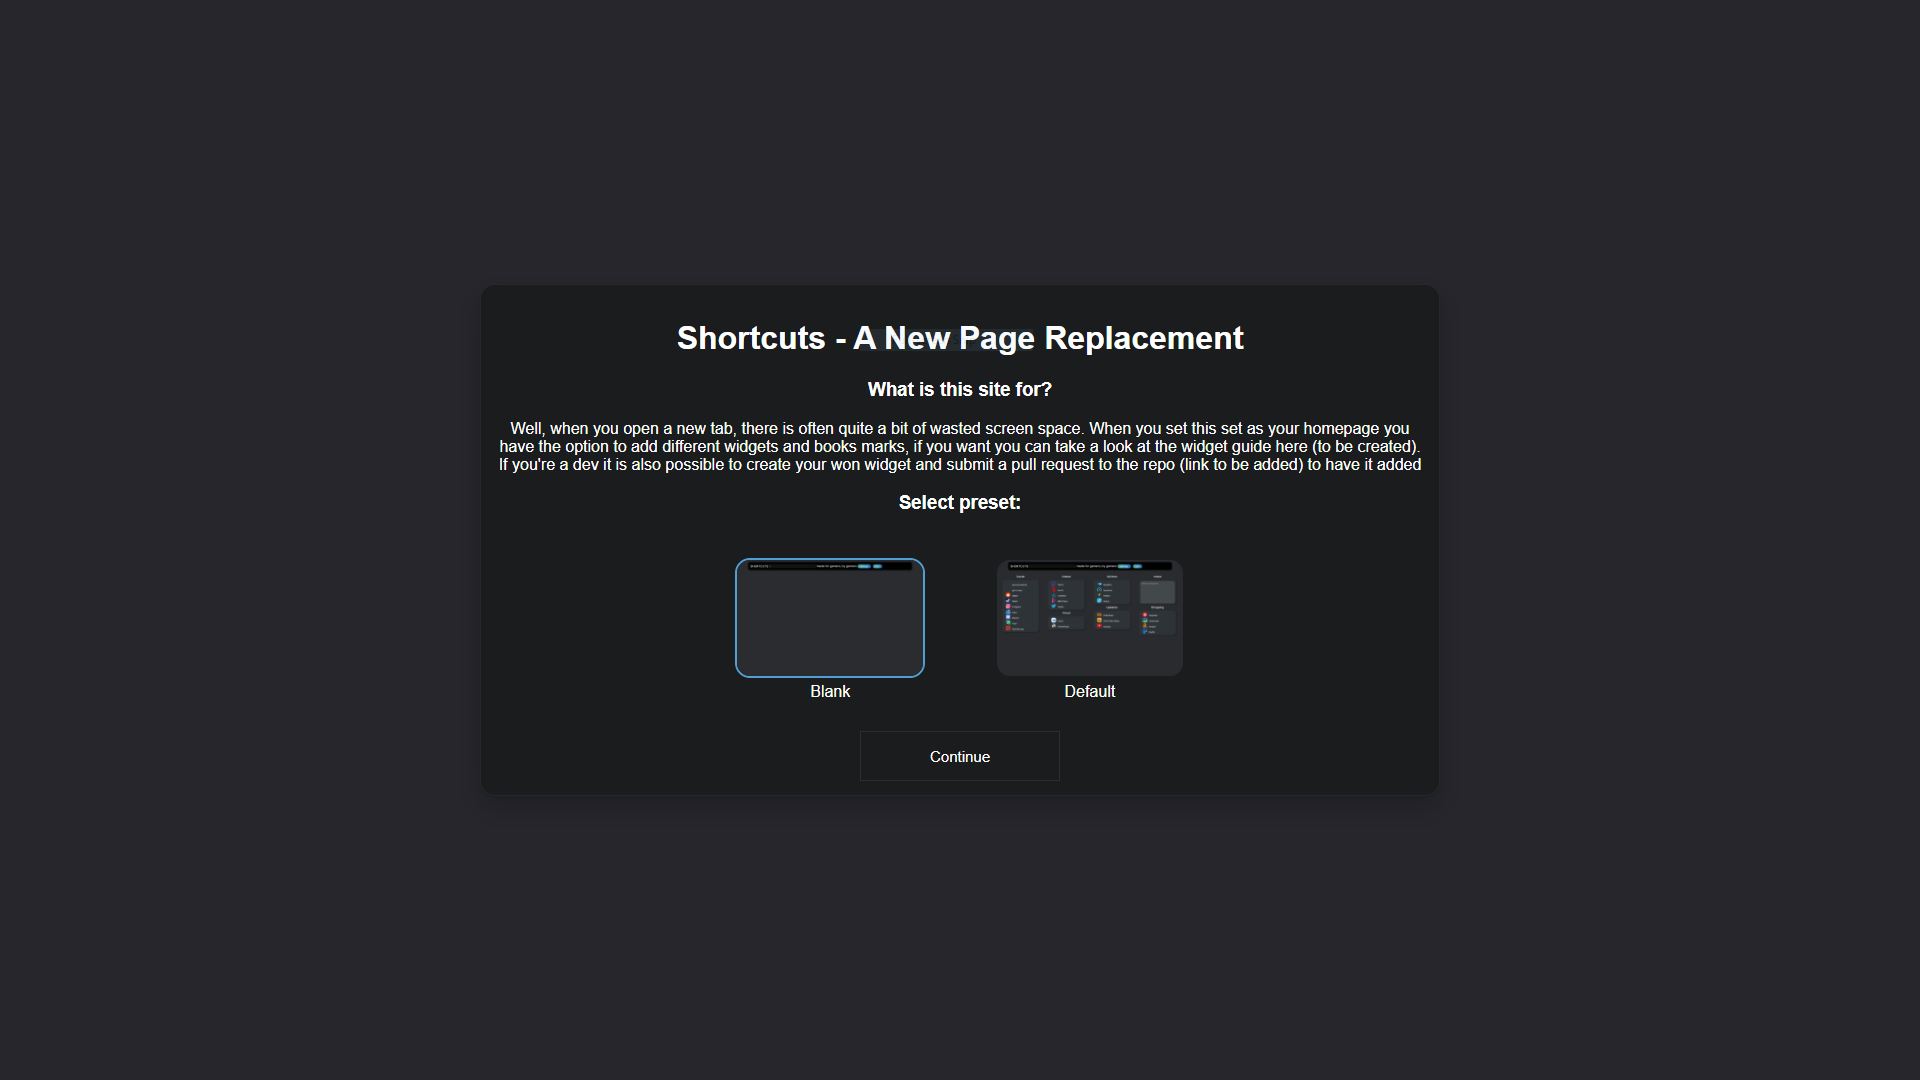 Shortcuts - A New Page Replacement
What is this site for?
Well, when you open a new tab, there is often quite a bit of wasted screen space. When you set this set as your homepage you
have the option to add different widgets and books marks, if you want you can take a look at the widget guide here (to be created).
If you're a dev it is also possible to create your won widget and submit a pull request to the repo (link to be added) to have it added
Select preset:
Blank
Default
Continue